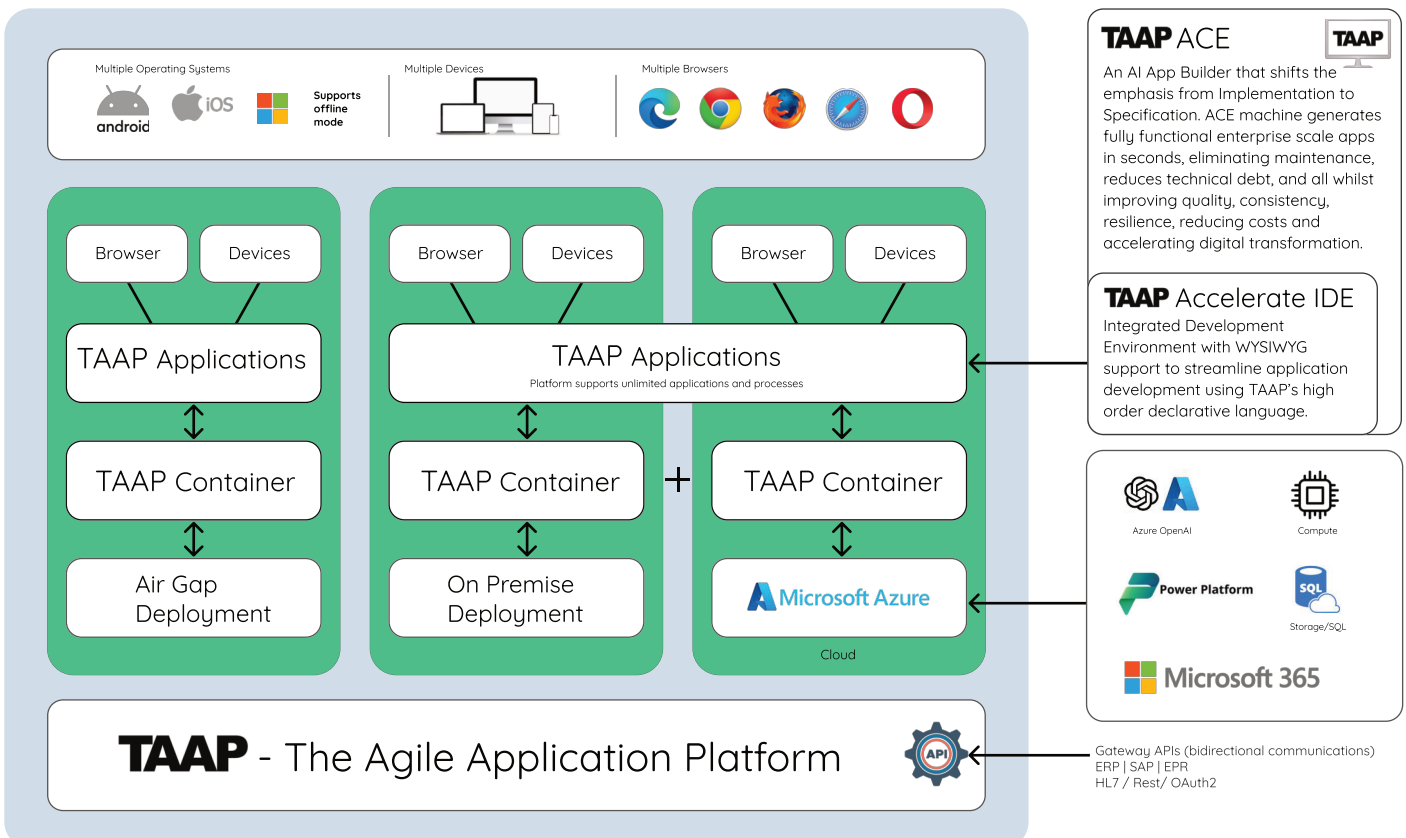 Multiple Operating Systems
android
iOS
Supports
offline
mode
Multiple Devices
Multiple Browsers
Browser
Devices
TAAP Applications
TAAP Container
Air Gap
Deployment
Browser
Devices
Browser
Devices
TAAP Applications
Platform supports unlimited applications and processes
TAAP Container
+
TAAP Container
On Premise
Deployment
Microsoft Azure
Cloud
TAAP - The Agile Application Platform
API
TAAP ACE
TAAP
An AI App Builder that shifts the
emphasis from Implementation to
Specification. ACE machine generates
fully functional enterprise scale apps
in seconds, eliminating maintenance,
reduces technical debt, and all whilst
improving quality, consistency,
resilience, reducing costs and
accelerating digital transformation.
TAAP Accelerate IDE
Integrated Development
Environment with WYSIWYG
support to streamline application
development using TAAP's high
order declarative language.
Azure OpenAI
Compute
Power Platform
SQL
Storage/SQL
Microsoft 365
Gateway APIs (bidirectional communications)
ERP | SAP | EPR
HL7 / Rest/ OAuth2